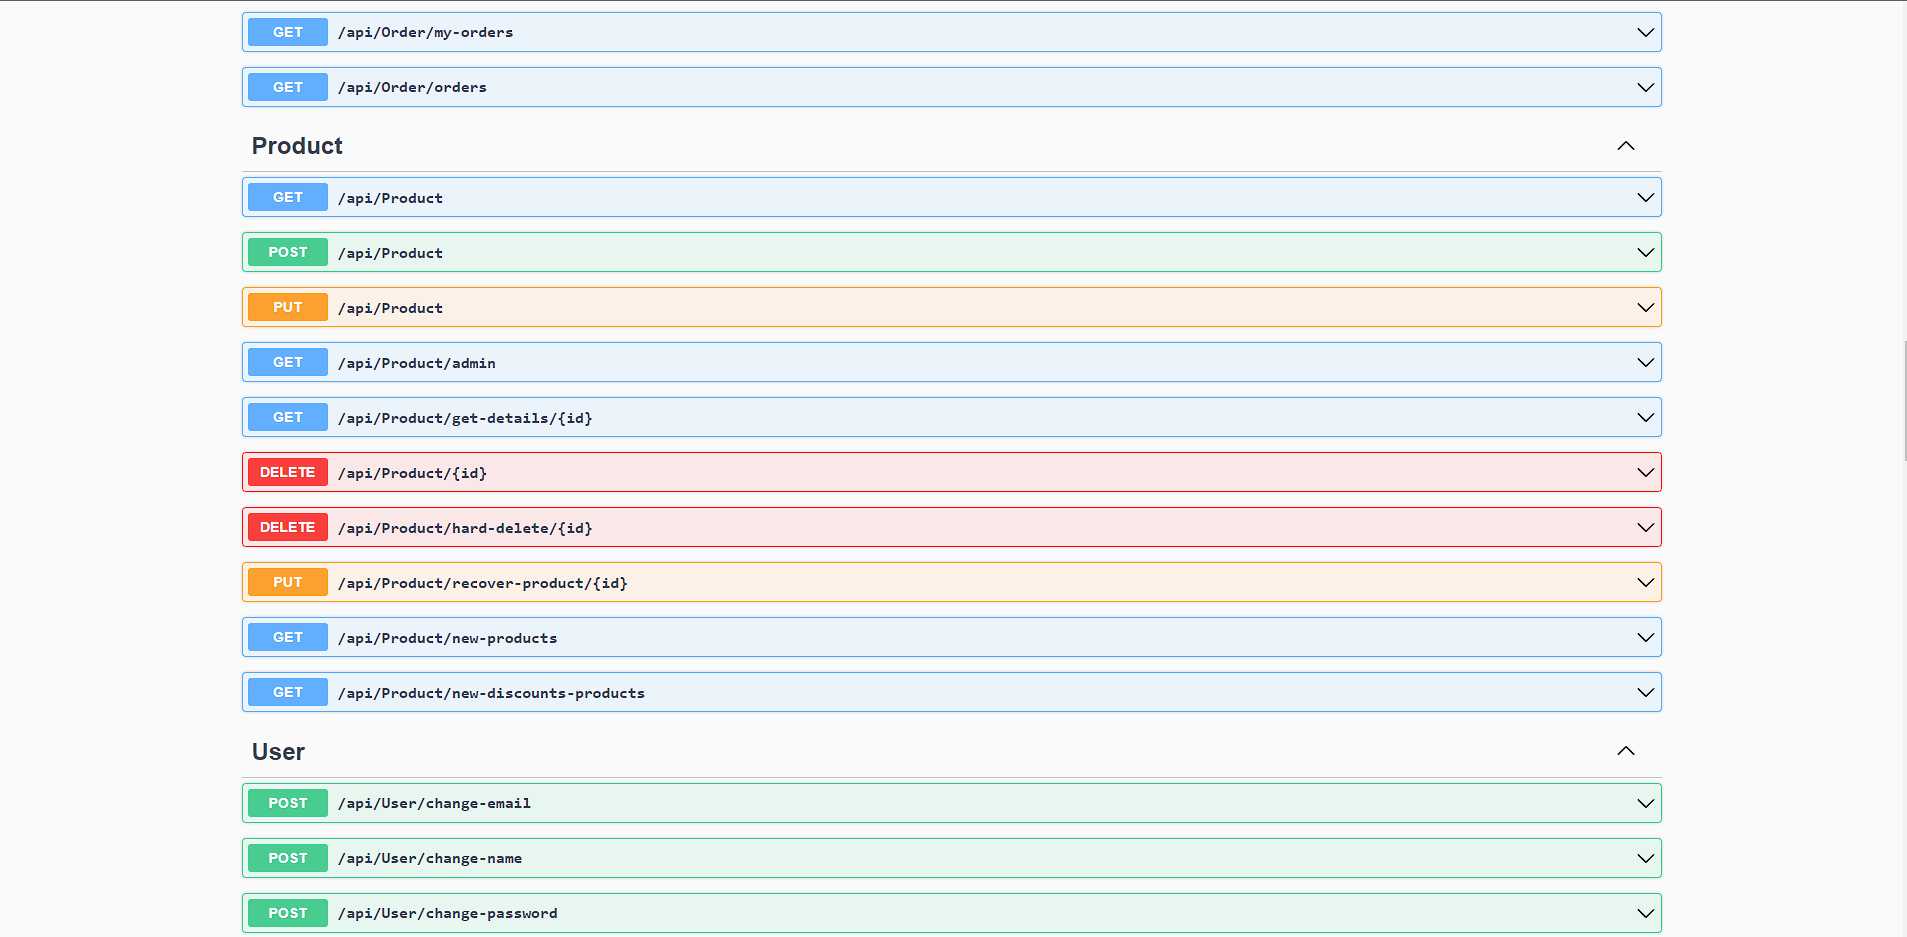 GET /api/Order/my-orders
GET /api/Order/orders
Product
GET /api/Product
POST /api/Product
PUT /api/Product
GET /api/Product/admin
GET /api/Product/get-details/{id}
DELETE /api/Product/{id}
DELETE /api/Product/hard-delete/{id}
PUT /api/Product/recover-product/{id}
GET /api/Product/new-products
GET /api/Product/new-discounts-products
User
POST /api/User/change-email
POST /api/User/change-name
POST /api/User/change-password